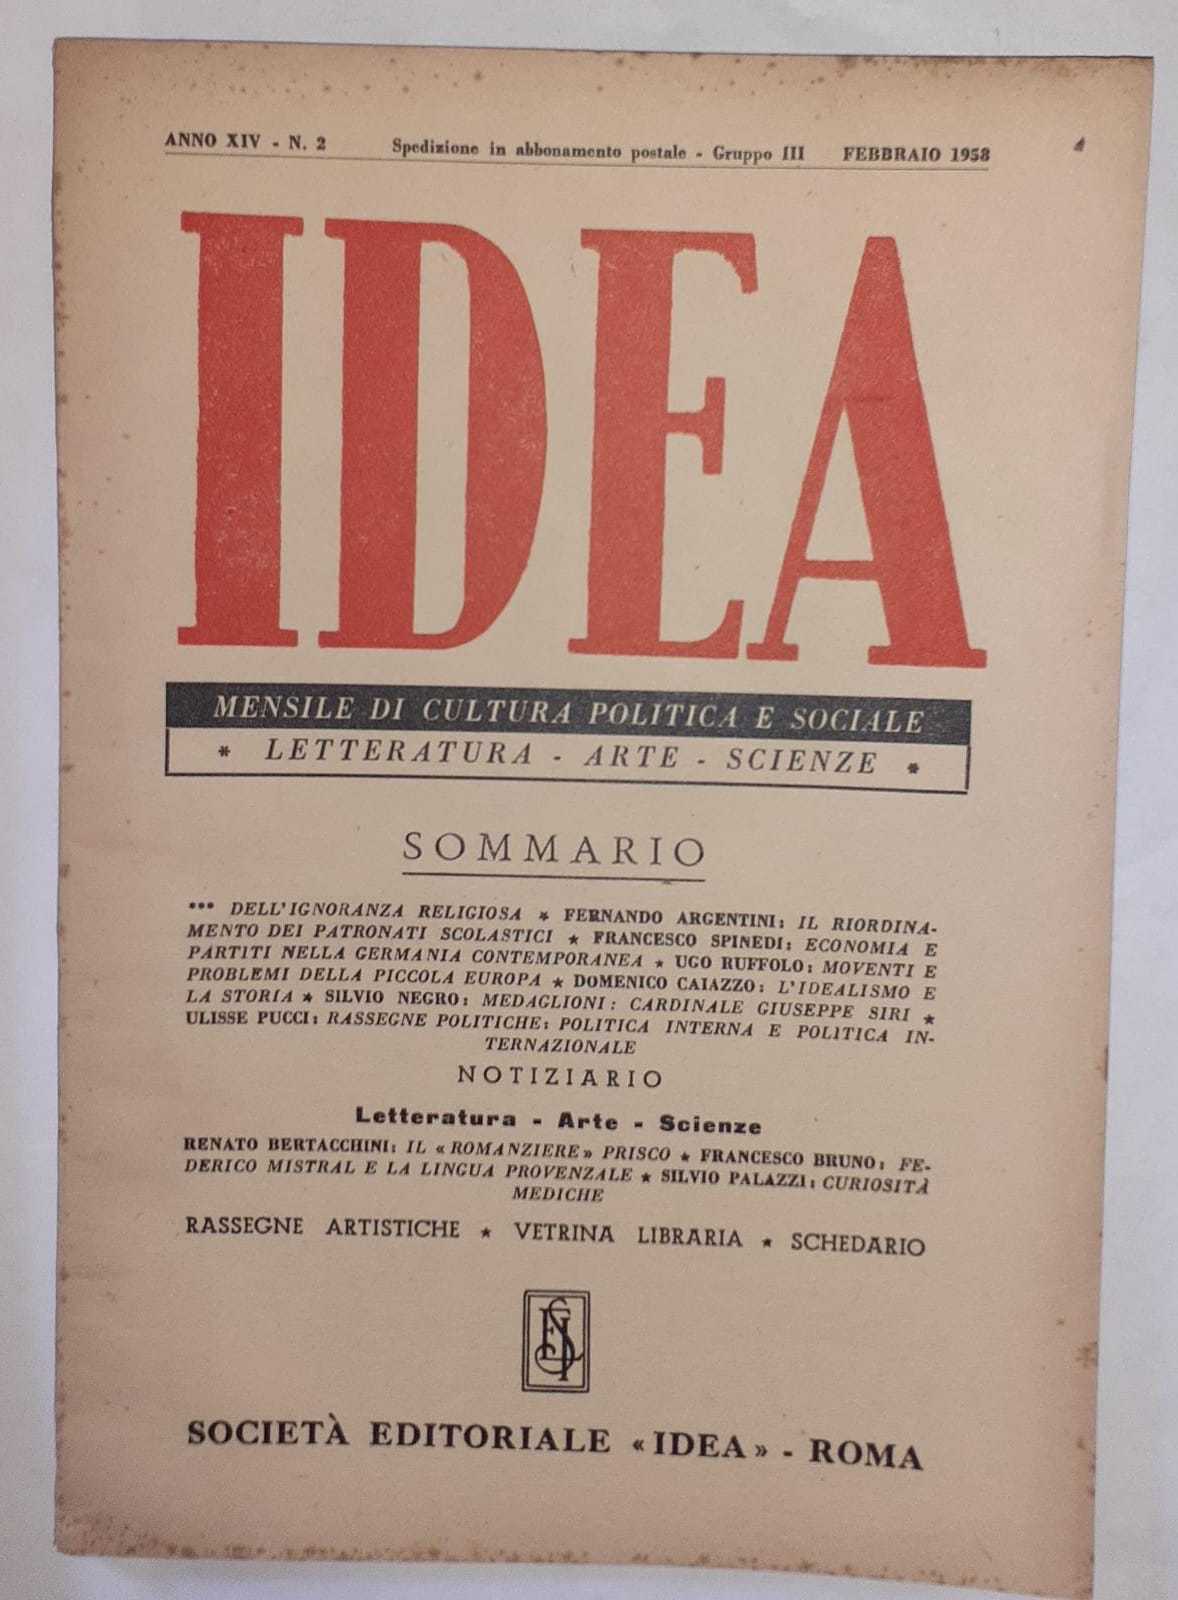 ANNO XIV - N. 2 Spedizione in abbonamento postale - Gruppo III FEBBRAIO 1958
IDEA
MENSILE DI CULTURA POLITICA E SOCIALE
* LETTERATURA - ARTE - SCIENZE *
SOMMARIO
*** DELL'IGNORANZA RELIGIOSA ★ FERNANDO ARGENTINI: IL RIORDINA-
MENTO DEI PATRONATI SCOLASTICI ★ FRANCESCO SPINEDI: ECONOMIA E
PARTITI NELLA GERMANIA CONTEMPORANEA ★ UGO RUFFOLO: MOVENTI E
PROBLEMI DELLA PICCOLA EUROPA ★ DOMENICO CAIAZZO: L'IDEALISMO E
LA STORIA ★ SILVIO NEGRO: MEDAGLIONI: CARDINALE GIUSEPPE SIRI ★
ULISSE PUCCI: RASSEGNE POLITICHE: POLITICA INTERNA E POLITICA IN-
TERNAZIONALE
NOTIZIARIO
Letteratura - Arte - Scienze
RENATO BERTACCHINI: IL «ROMANZIERE» PRISCO ★ FRANCESCO BRUNO: FE-
DERICO MISTRAL E LA LINGUA PROVENZALE ★ SILVIO PALAZZI: CURIOSITÀ
MEDICHE
RASSEGNE ARTISTICHE ★ VETRINA LIBRARIA ★ SCHEDARIO
SOCIETÀ EDITORIALE «IDEA» - ROMA